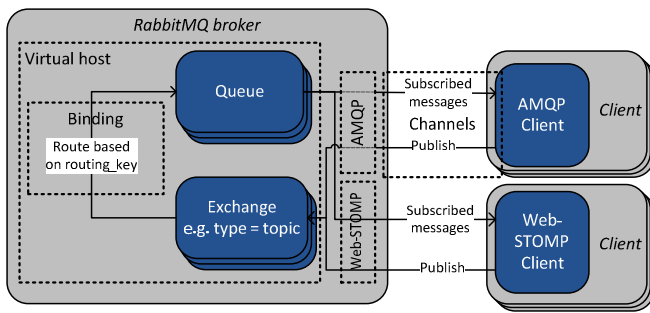 RabbitMQ broker
Virtual host
Queue
Binding
Route based
on routing_key
Exchange
e.g. type = topic
AMQP
Web-STOMP
Subscribed
messages
Channels
Publish
AMQP
Client
Client
Subscribed
messages
Publish
Web-
STOMP
Client
Client